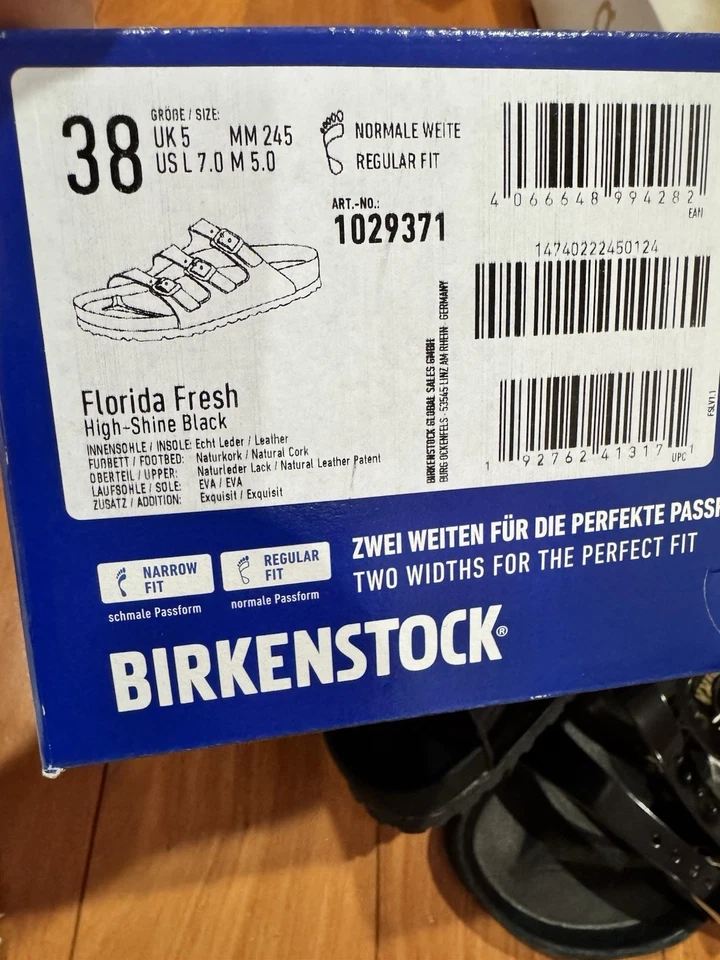 38
GRÖßE / SIZE:
UK 5 MM 245
US L 7.0 M 5.0
NORMALE WEITE
REGULAR FIT
ART.-NO.:
1029371
4 066648 994282
EAN
14740222450124
1 92762 41317 1
UPC
FSLV1.1
BIRKENSTOCK GLOBAL SALES GMBH
BURG OCKENFELS · 53545 LINZ AM RHEIN · GERMANY
Florida Fresh
High-Shine Black
INNENSOHLE / INSOLE: Echt Leder / Leather
FUßBETT / FOOTBED: Naturkork / Natural Cork
OBERTEIL / UPPER: Naturleder Lack / Natural Leather Patent
LAUFSOHLE / SOLE: EVA / EVA
ZUSATZ / ADDITION: Exquisit / Exquisit
NARROW
FIT
schmale Passform
REGULAR
FIT
normale Passform
ZWEI WEITEN FÜR DIE PERFEKTE PASSF
TWO WIDTHS FOR THE PERFECT FIT
BIRKENSTOCK®